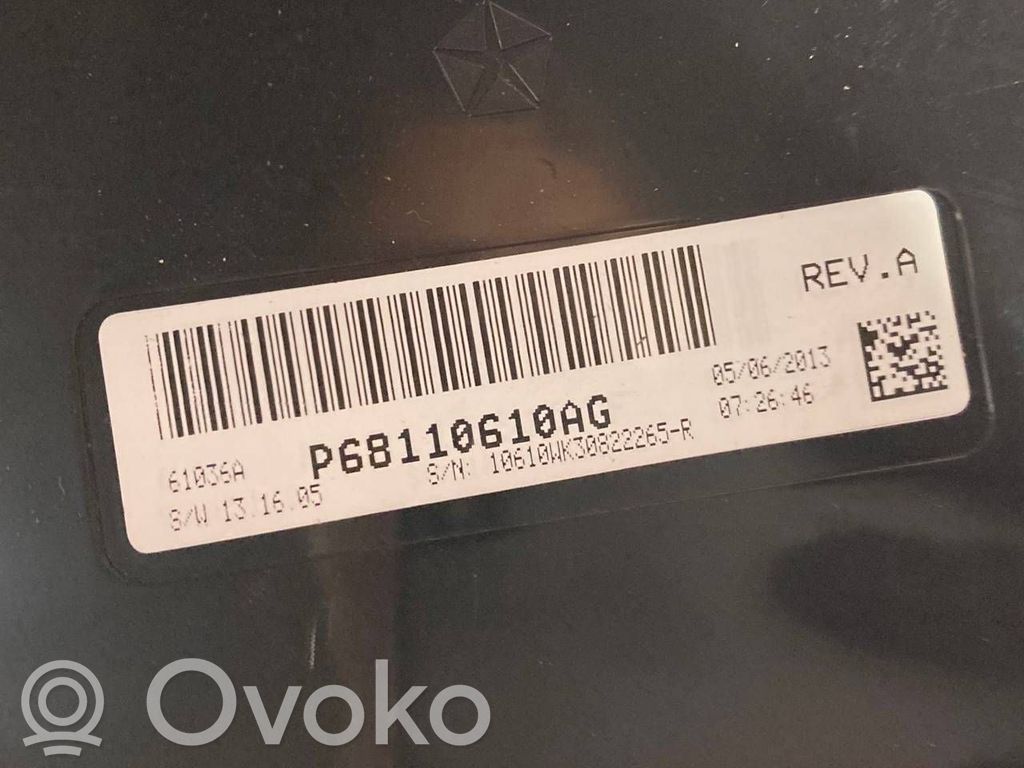 REV.A
05/06/2013
07:26:46
P68110610AG
61036A
S/N: 10610WK30822265-R
S/W 13.16.05
Ovoko